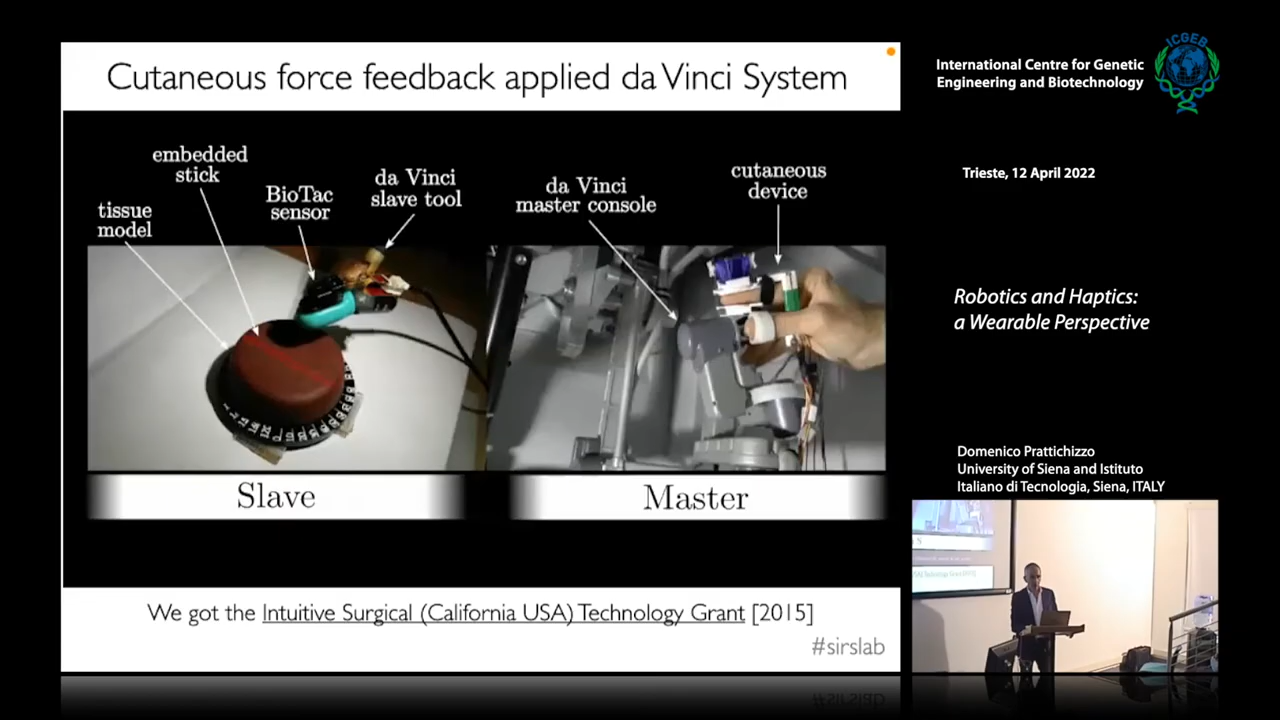 Cutaneous force feedback applied da Vinci System
embedded
stick
tissue
model
BioTac
sensor
da Vinci
slave tool
da Vinci
master console
cutaneous
device
Slave
Master
We got the Intuitive Surgical (California USA) Technology Grant [2015]
#sirslab
International Centre for Genetic
Engineering and Biotechnology
ICGEB
Trieste, 12 April 2022
Robotics and Haptics:
a Wearable Perspective
Domenico Prattichizzo
University of Siena and Istituto
Italiano di Tecnologia, Siena, ITALY